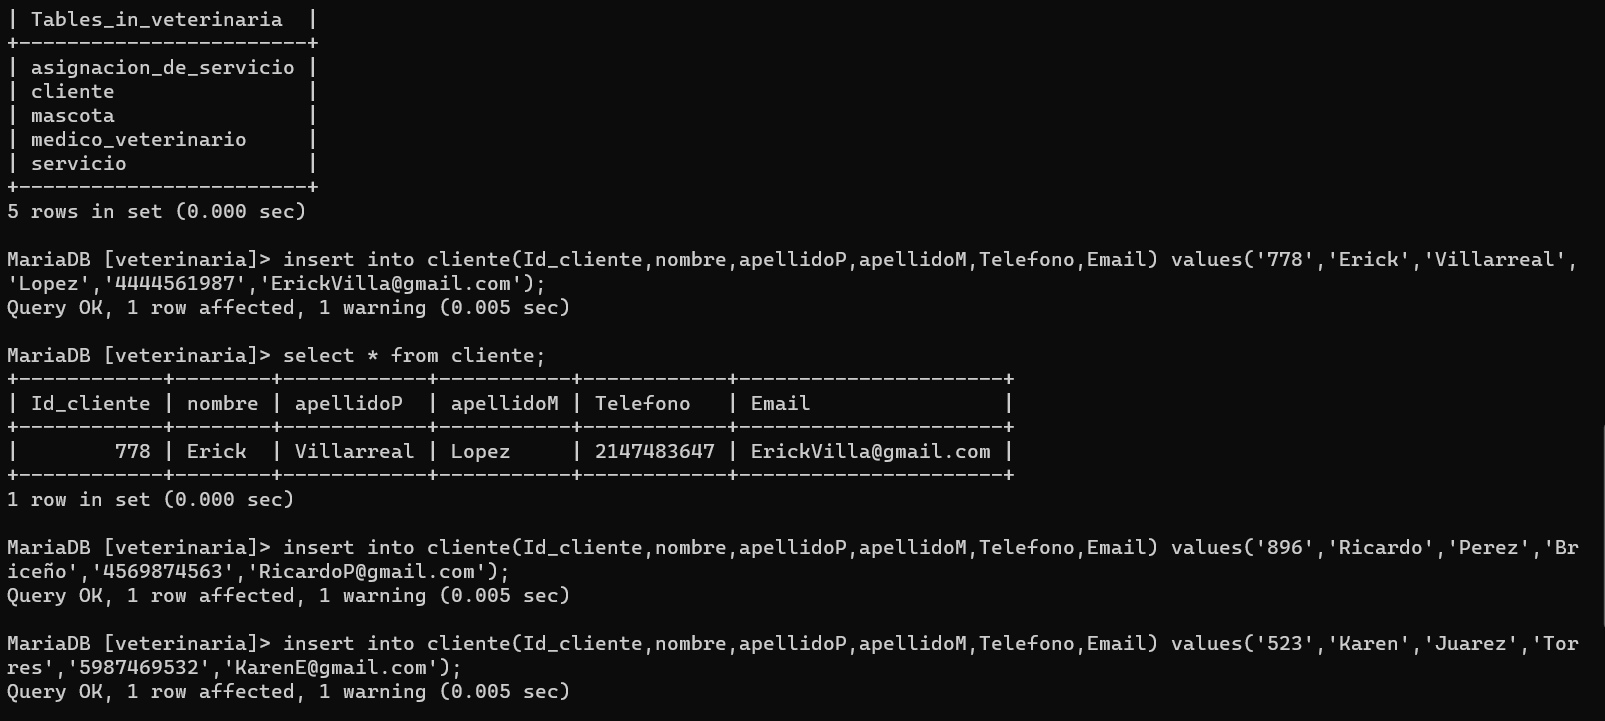 | Tables_in_veterinaria  |
+------------------------+
| asignacion_de_servicio |
| cliente                |
| mascota                |
| medico_veterinario     |
| servicio               |
+------------------------+
5 rows in set (0.000 sec)

MariaDB [veterinaria]> insert into cliente(Id_cliente,nombre,apellidoP,apellidoM,Telefono,Email) values('778','Erick','Villarreal',
'Lopez','4444561987','ErickVilla@gmail.com');
Query OK, 1 row affected, 1 warning (0.005 sec)

MariaDB [veterinaria]> select * from cliente;
+------------+--------+------------+-----------+------------+----------------------+
| Id_cliente | nombre | apellidoP  | apellidoM | Telefono   | Email                |
+------------+--------+------------+-----------+------------+----------------------+
|        778 | Erick  | Villarreal | Lopez     | 2147483647 | ErickVilla@gmail.com |
+------------+--------+------------+-----------+------------+----------------------+
1 row in set (0.000 sec)

MariaDB [veterinaria]> insert into cliente(Id_cliente,nombre,apellidoP,apellidoM,Telefono,Email) values('896','Ricardo','Perez','Br
iceño','4569874563','RicardoP@gmail.com');
Query OK, 1 row affected, 1 warning (0.005 sec)

MariaDB [veterinaria]> insert into cliente(Id_cliente,nombre,apellidoP,apellidoM,Telefono,Email) values('523','Karen','Juarez','Tor
res','5987469532','KarenE@gmail.com');
Query OK, 1 row affected, 1 warning (0.005 sec)